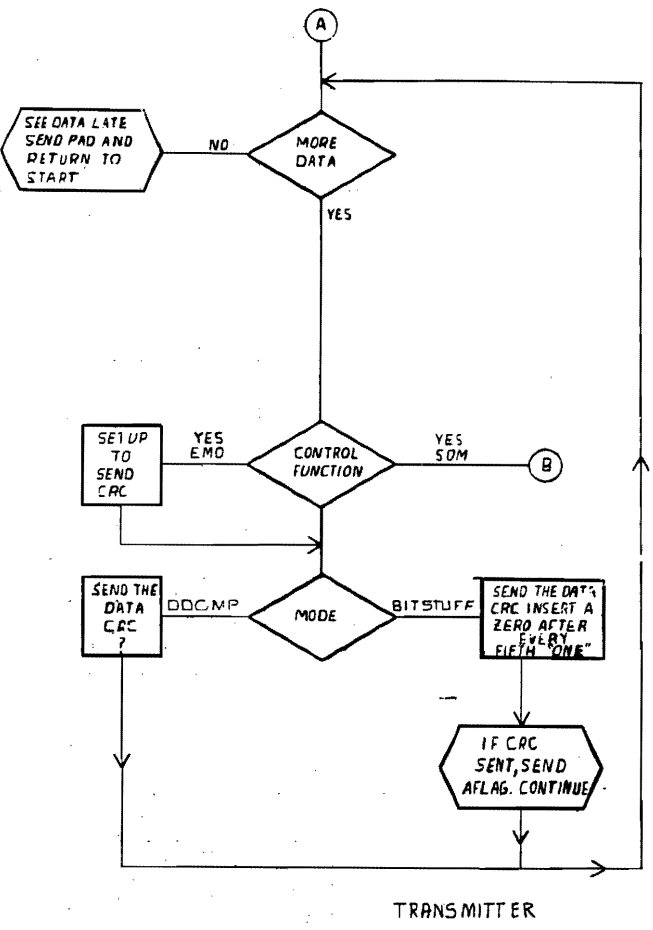 A
SEE DATA LATE
SEND PAD AND
RETURN TO
START
NO
MORE
DATA
YES
SETUP
TO
SEND
CRC
YES
EMO
CONTROL
FUNCTION
YES
SOM
B
SEND THE
DATA
CRC
?
DDCMP
MODE
BITSTUFF
SEND THE DATA
CRC INSERT A
ZERO AFTER
EVERY
FIFTH "ONE"
IF CRC
SENT, SEND
AFLAG. CONTINUE
TRANSMITTER